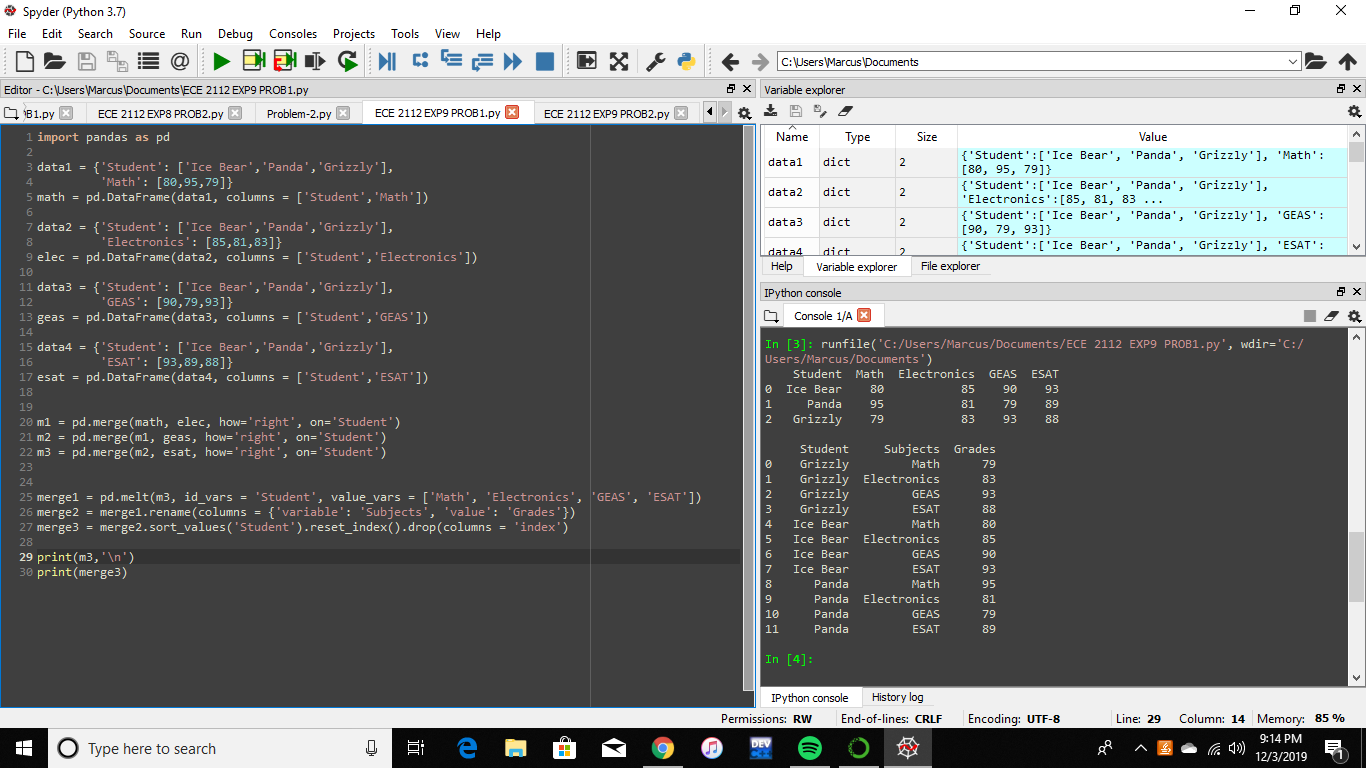 Spyder (Python 3.7)
File Edit Search Source Run Debug Consoles Projects Tools View Help
C:\Users\Marcus\Documents
Editor - C:\Users\Marcus\Documents\ECE 2112 EXP9 PROB1.py
B1.py ECE 2112 EXP8 PROB2.py Problem-2.py ECE 2112 EXP9 PROB1.py ECE 2112 EXP9 PROB2.py
1 import pandas as pd
2
3 data1 = {'Student': ['Ice Bear','Panda','Grizzly'],
4          'Math': [80,95,79]}
5 math = pd.DataFrame(data1, columns = ['Student','Math'])
6
7 data2 = {'Student': ['Ice Bear','Panda','Grizzly'],
8          'Electronics': [85,81,83]}
9 elec = pd.DataFrame(data2, columns = ['Student','Electronics'])
10
11 data3 = {'Student': ['Ice Bear','Panda','Grizzly'],
12          'GEAS': [90,79,93]}
13 geas = pd.DataFrame(data3, columns = ['Student','GEAS'])
14
15 data4 = {'Student': ['Ice Bear','Panda','Grizzly'],
16          'ESAT': [93,89,88]}
17 esat = pd.DataFrame(data4, columns = ['Student','ESAT'])
18
19
20 m1 = pd.merge(math, elec, how='right', on='Student')
21 m2 = pd.merge(m1, geas, how='right', on='Student')
22 m3 = pd.merge(m2, esat, how='right', on='Student')
23
24
25 merge1 = pd.melt(m3, id_vars = 'Student', value_vars = ['Math', 'Electronics', 'GEAS', 'ESAT'])
26 merge2 = merge1.rename(columns = {'variable': 'Subjects', 'value': 'Grades'})
27 merge3 = merge2.sort_values('Student').reset_index().drop(columns = 'index')
28
29 print(m3,'\n')
30 print(merge3)
Variable explorer
Name Type Size Value
data1 dict 2 {'Student':['Ice Bear', 'Panda', 'Grizzly'], 'Math':
[80, 95, 79]}
data2 dict 2 {'Student':['Ice Bear', 'Panda', 'Grizzly'],
'Electronics':[85, 81, 83 ...
data3 dict 2 {'Student':['Ice Bear', 'Panda', 'Grizzly'], 'GEAS':
[90, 79, 93]}
data4 dict 2 {'Student':['Ice Bear', 'Panda', 'Grizzly'], 'ESAT':
Help Variable explorer File explorer
IPython console
Console 1/A
In [3]: runfile('C:/Users/Marcus/Documents/ECE 2112 EXP9 PROB1.py', wdir='C:/
Users/Marcus/Documents')
Student Math Electronics GEAS ESAT
0 Ice Bear 80 85 90 93
1 Panda 95 81 79 89
2 Grizzly 79 83 93 88
Student Subjects Grades
0 Grizzly Math 79
1 Grizzly Electronics 83
2 Grizzly GEAS 93
3 Grizzly ESAT 88
4 Ice Bear Math 80
5 Ice Bear Electronics 85
6 Ice Bear GEAS 90
7 Ice Bear ESAT 93
8 Panda Math 95
9 Panda Electronics 81
10 Panda GEAS 79
11 Panda ESAT 89
In [4]:
IPython console History log
Permissions: RW End-of-lines: CRLF Encoding: UTF-8 Line: 29 Column: 14 Memory: 85 %
Type here to search
DEV
9:14 PM
12/3/2019
1